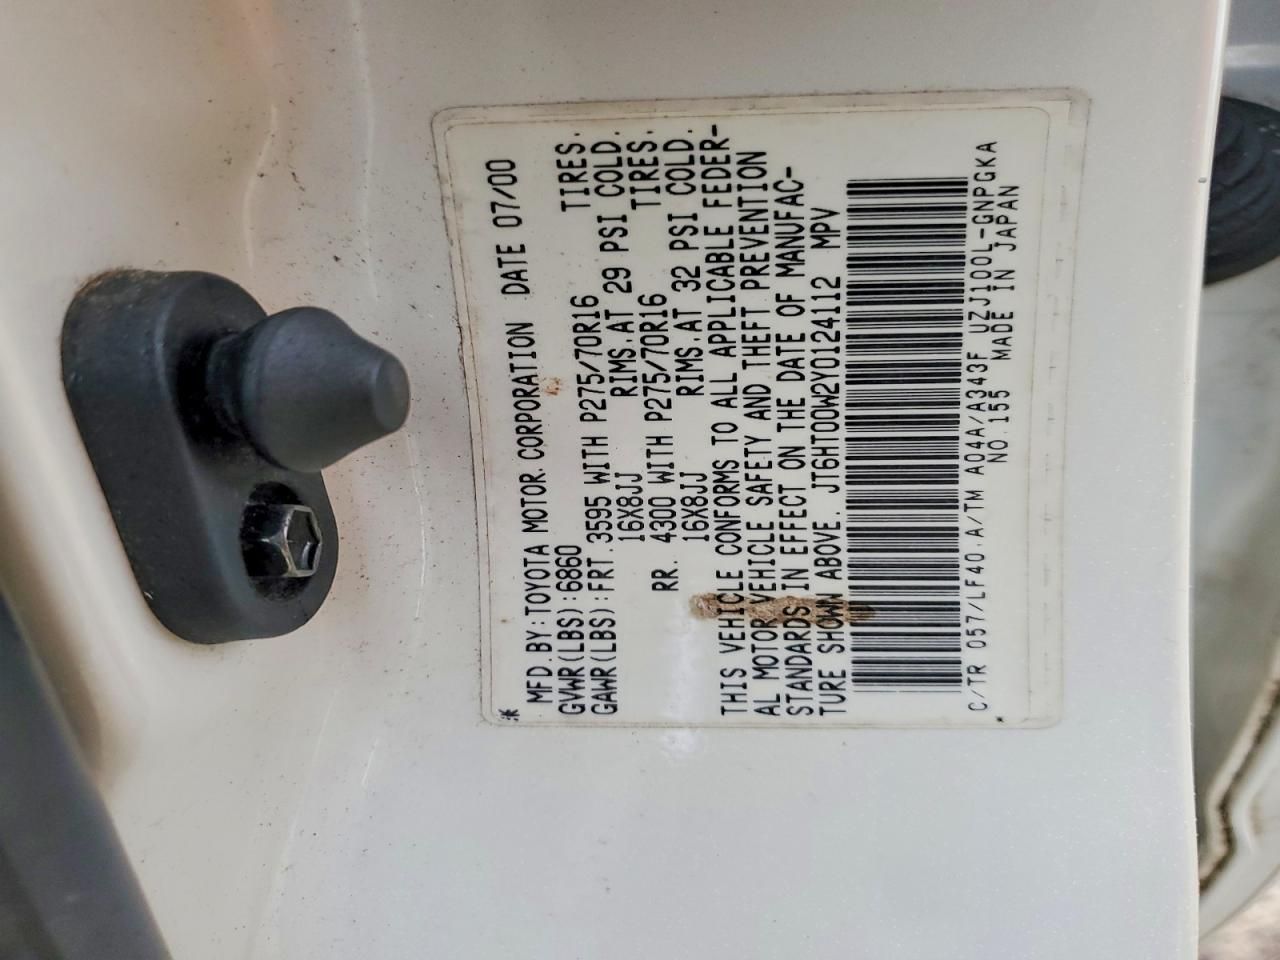 *
MFD.BY:TOYOTA MOTOR CORPORATION DATE 07/00
GVWR(LBS):6860
GAWR(LBS):FRT.3595 WITH P275/70R16 TIRES.
16X8JJ RIMS.AT 29 PSI COLD.
RR. 4300 WITH P275/70R16 TIRES.
16X8JJ RIMS.AT 32 PSI COLD.
THIS VEHICLE CONFORMS TO ALL APPLICABLE FEDER-
AL MOTOR VEHICLE SAFETY AND THEFT PREVENTION
STANDARDS IN EFFECT ON THE DATE OF MANUFAC-
TURE SHOWN ABOVE. JT6HT00W2Y0124112 MPV
C/TR 057/LF40.A/TM A04A/A343F UZJ100L-GNPGKA
NO.155 MADE IN JAPAN